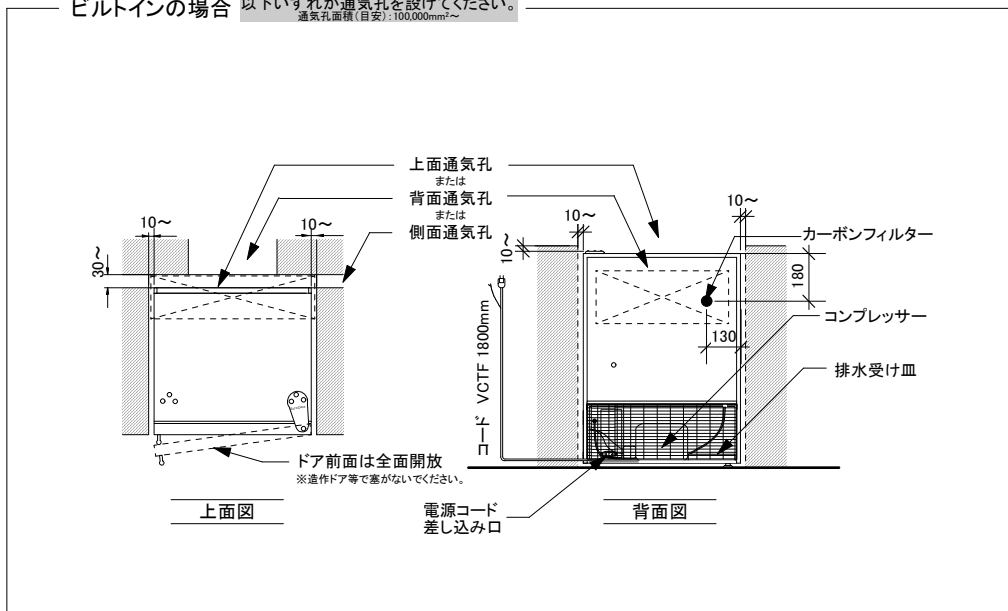 ビルトインの場合
以下いずれか通気孔を設けてください。
通気孔面積(目安):100,000mm²~
上面通気孔
または
背面通気孔
または
側面通気孔
10~
10~
30~
ドア前面は全面開放
※造作ドア等で塞がないでください。
上面図
10~
10~
10~
カーボンフィルター
180
コンプレッサー
130
排水受け皿
コード VCTF 1800mm
電源コード
差し込み口
背面図